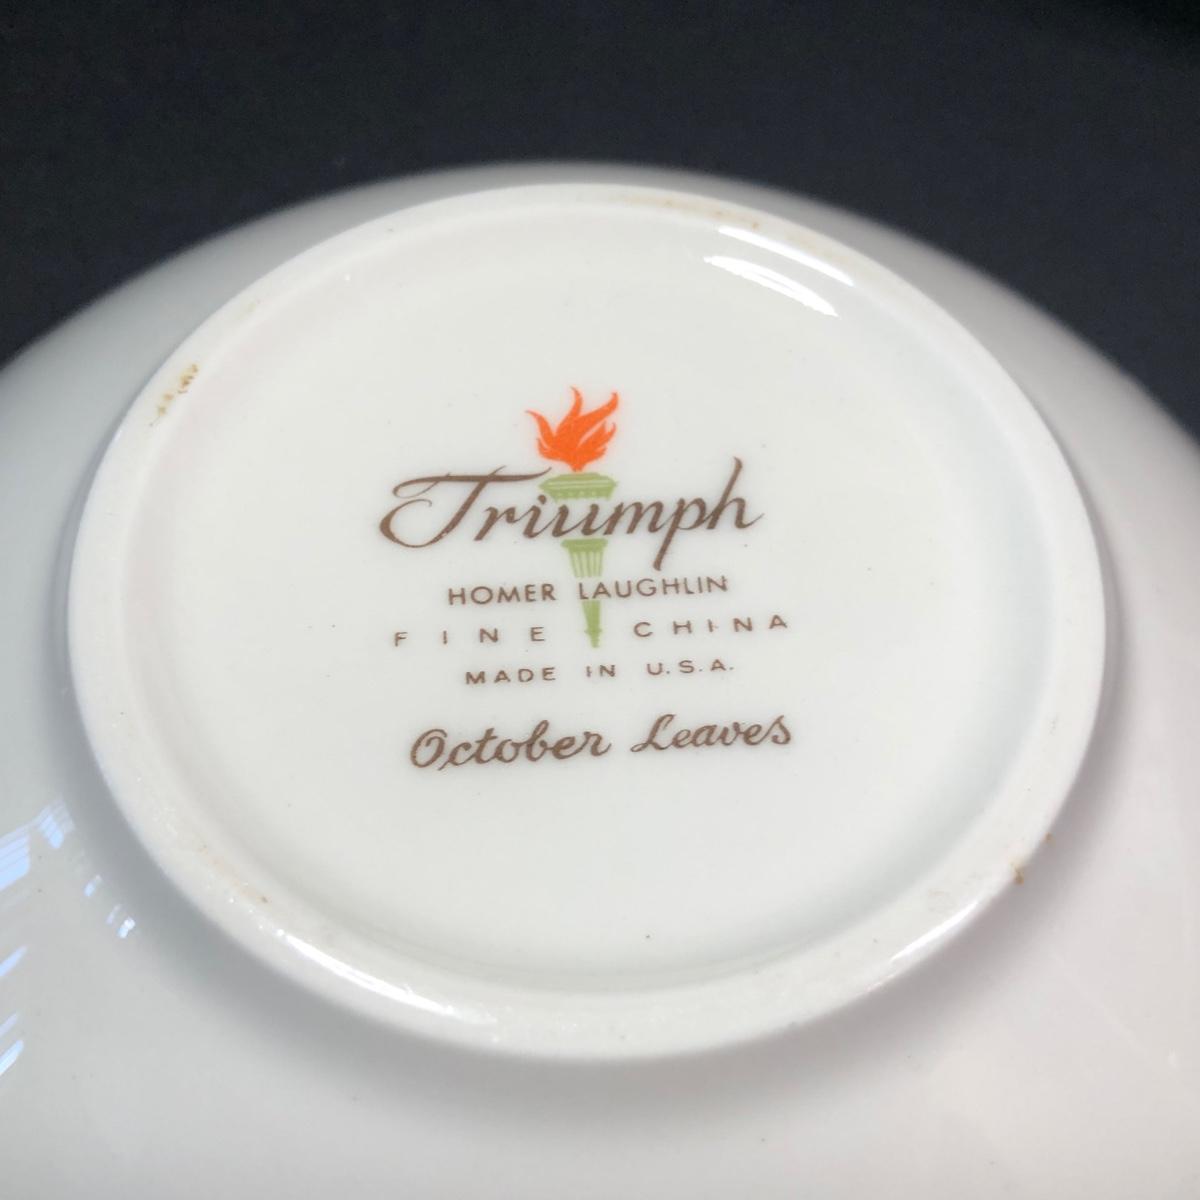 Triumph
HOMER LAUGHLIN
FINE CHINA
MADE IN U.S.A.
October Leaves